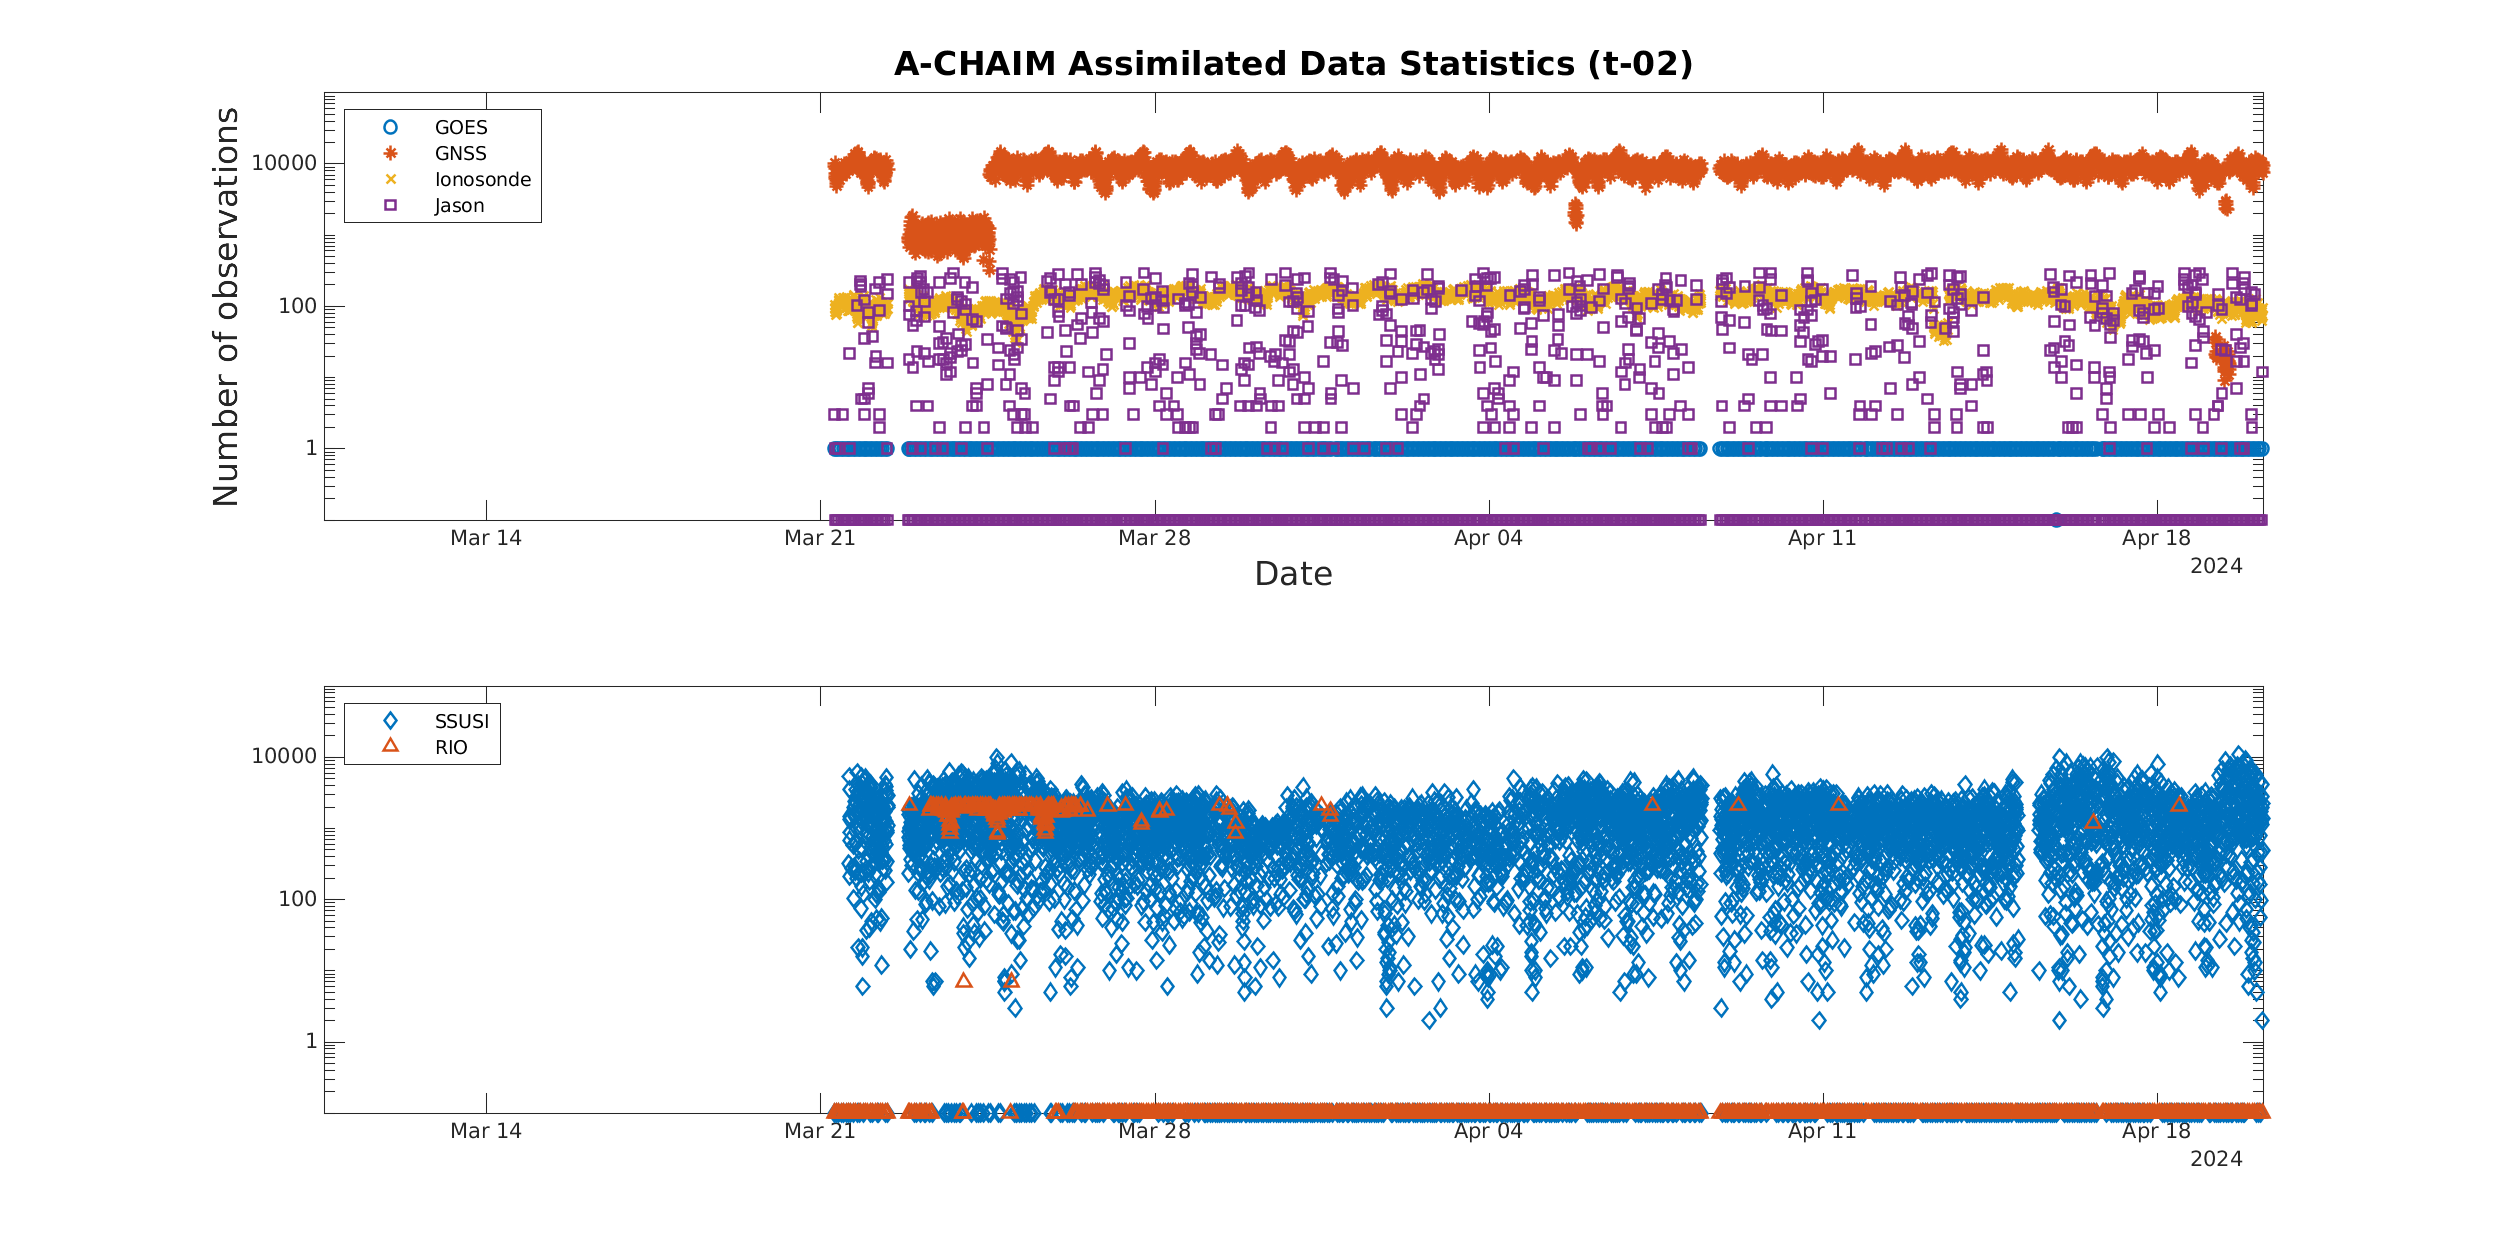 A-CHAIM Assimilated Data Statistics (t-02)
Number of observations
10000
100
1
GOES
GNSS
Ionosonde
Jason
Mar 14
Mar 21
Mar 28
Apr 04
Apr 11
Apr 18
2024
Date
10000
100
1
SSUSI
RIO
Mar 14
Mar 21
Mar 28
Apr 04
Apr 11
Apr 18
2024